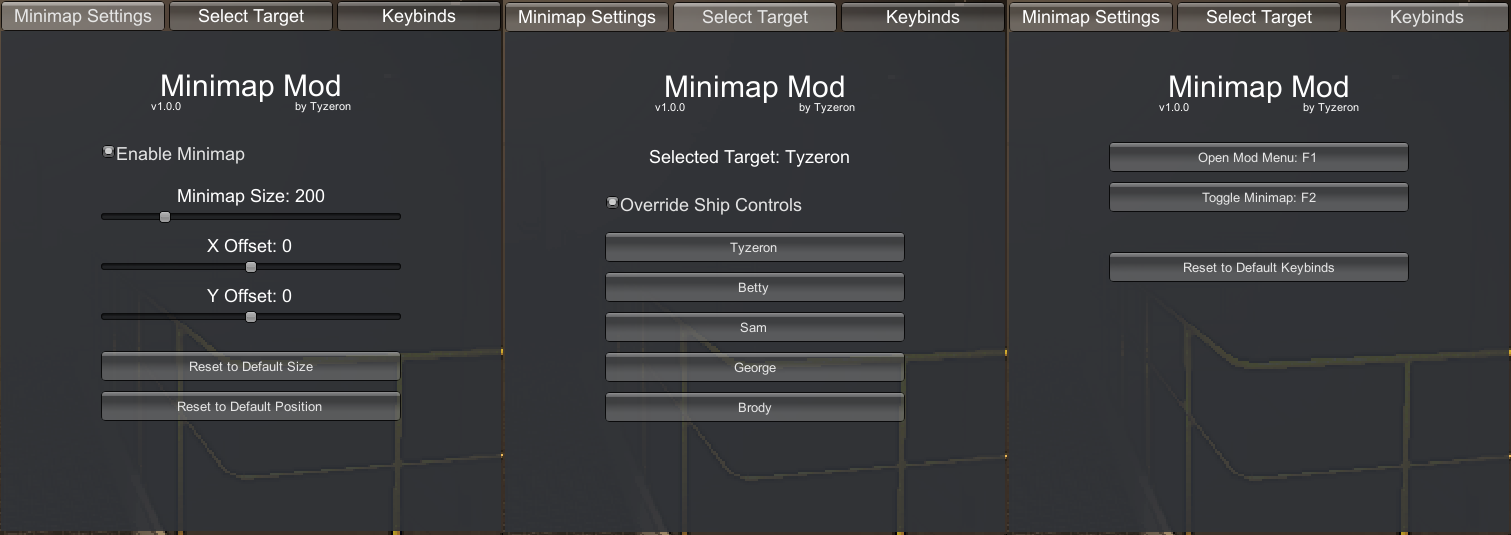 Minimap Settings
Select Target
Keybinds
Minimap Mod
v1.0.0
by Tyzeron
Enable Minimap
Minimap Size: 200
X Offset: 0
Y Offset: 0
Reset to Default Size
Reset to Default Position
Minimap Settings
Select Target
Keybinds
Minimap Mod
v1.0.0
by Tyzeron
Selected Target: Tyzeron
Override Ship Controls
Tyzeron
Betty
Sam
George
Brody
Minimap Settings
Select Target
Keybinds
Minimap Mod
v1.0.0
by Tyzeron
Open Mod Menu: F1
Toggle Minimap: F2
Reset to Default Keybinds